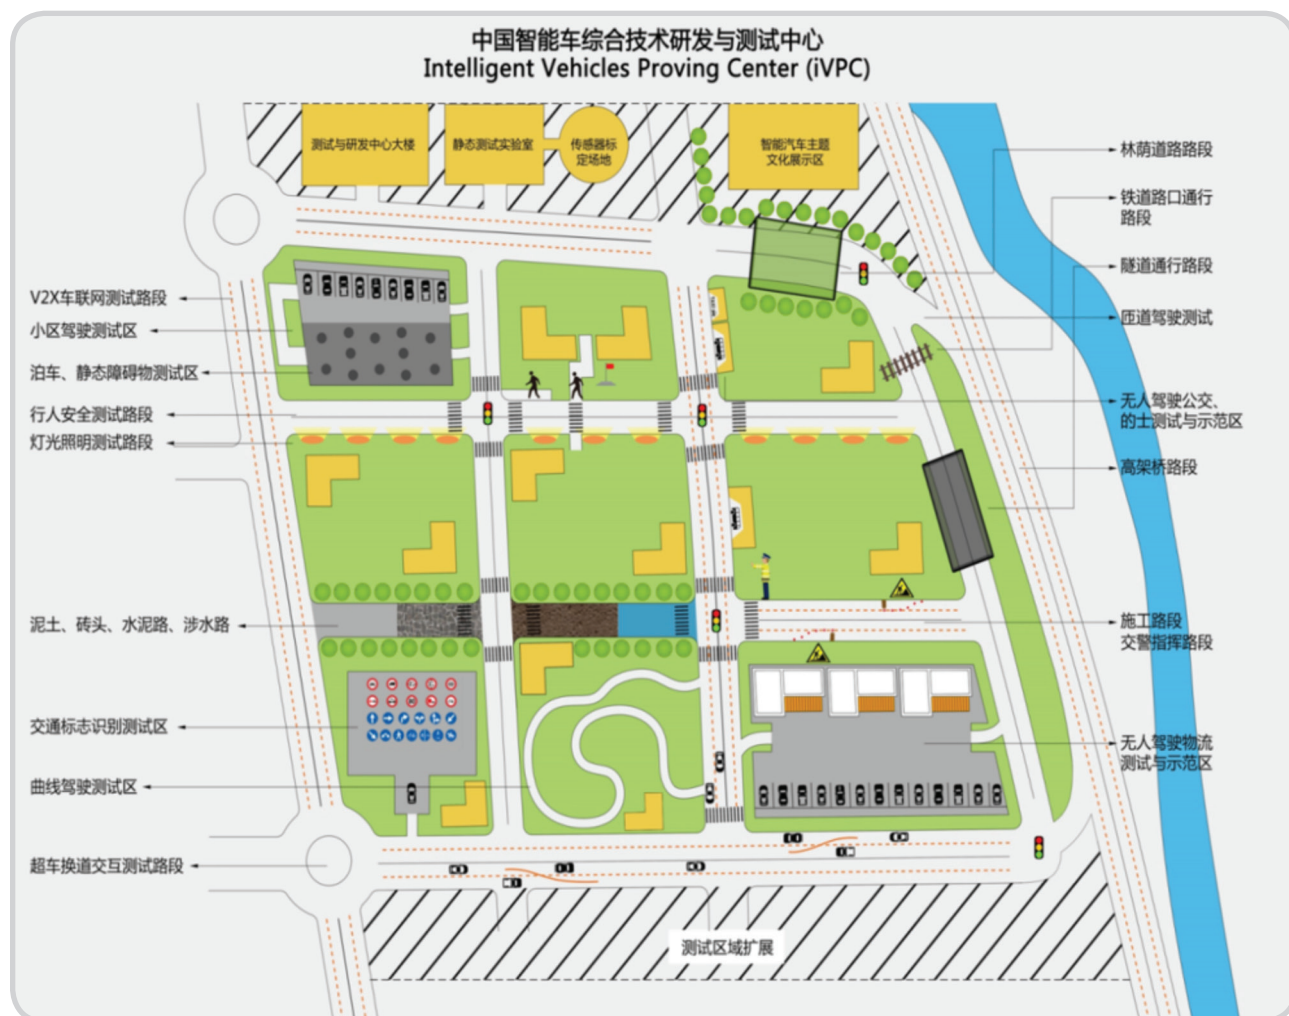 中国智能车综合技术研发与测试中心
Intelligent Vehicles Proving Center (iVPC)
测试与研发中心大楼
静态测试实验室
传感器标
定场地
智能汽车主题
文化展示区
林荫道路路段
铁道路口通行
路段
隧道通行路段
匝道驾驶测试
无人驾驶公交、
的士测试与示范区
高架桥路段
施工路段
交警指挥路段
无人驾驶物流
测试与示范区
V2X车联网测试路段
小区驾驶测试区
泊车、静态障碍物测试区
行人安全测试路段
灯光照明测试路段
泥土、砖头、水泥路、涉水路
交通标志识别测试区
曲线驾驶测试区
超车换道交互测试路段
测试区域扩展